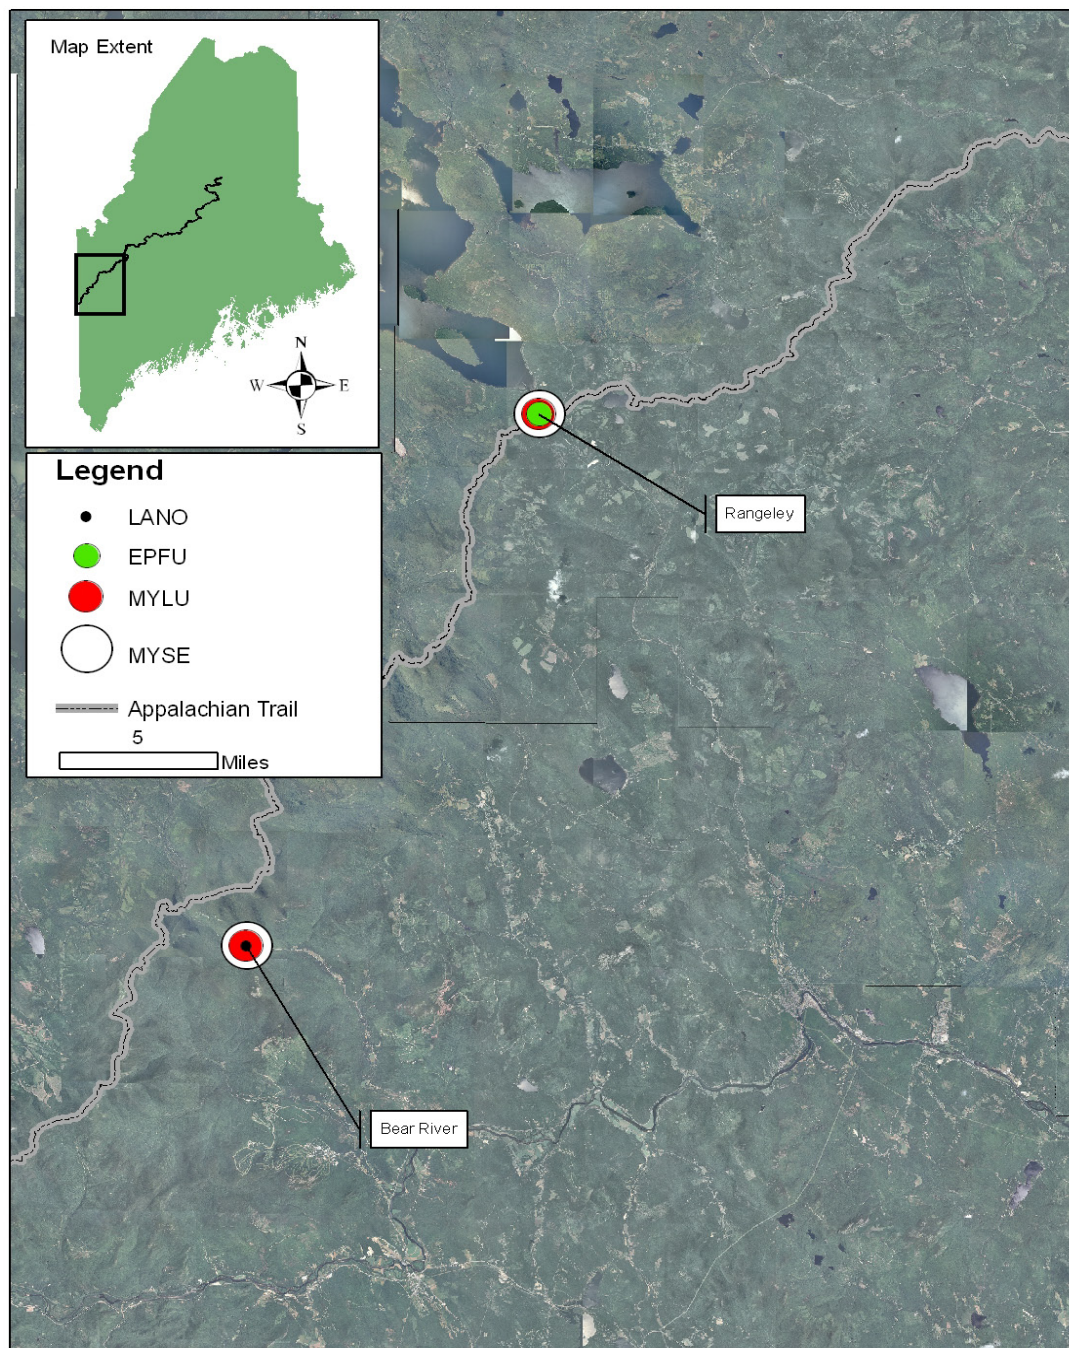 Map Extent
N
W
E
S
Legend
LANO
EPFU
MYLU
MYSE
Appalachian Trail
5
Miles
Rangeley
Bear River